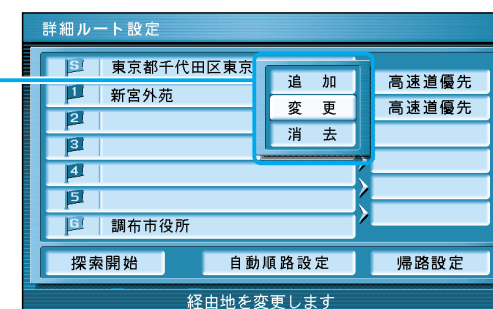 詳細ルート設定
S 東京都千代田区東京
追 加
高速道優先
1 新宮外苑
変 更
高速道優先
2
消 去
3
4
5
G 調布市役所
探索開始 自動順路設定 帰路設定
経由地を変更します